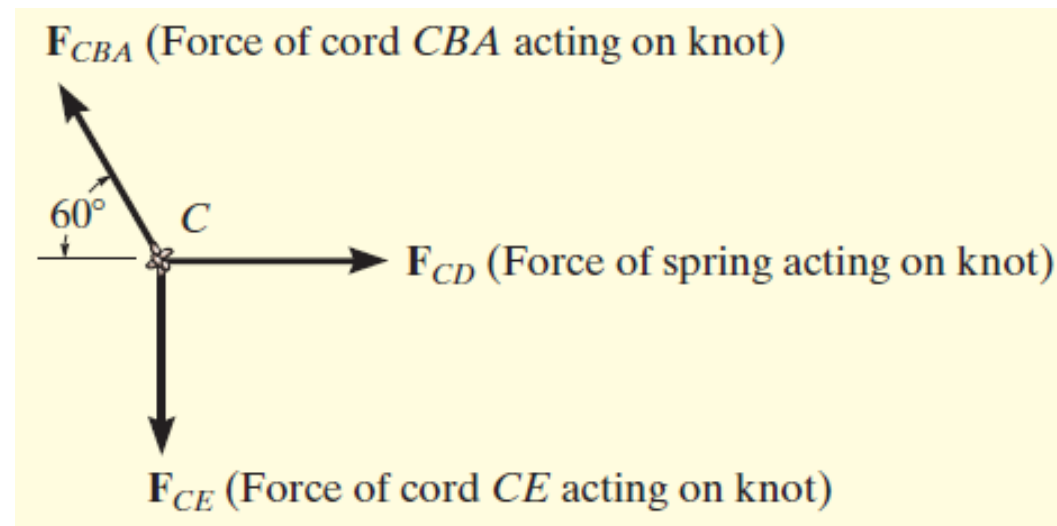 F_CBA (Force of cord CBA acting on knot)
60°
C
F_CD (Force of spring acting on knot)
F_CE (Force of cord CE acting on knot)